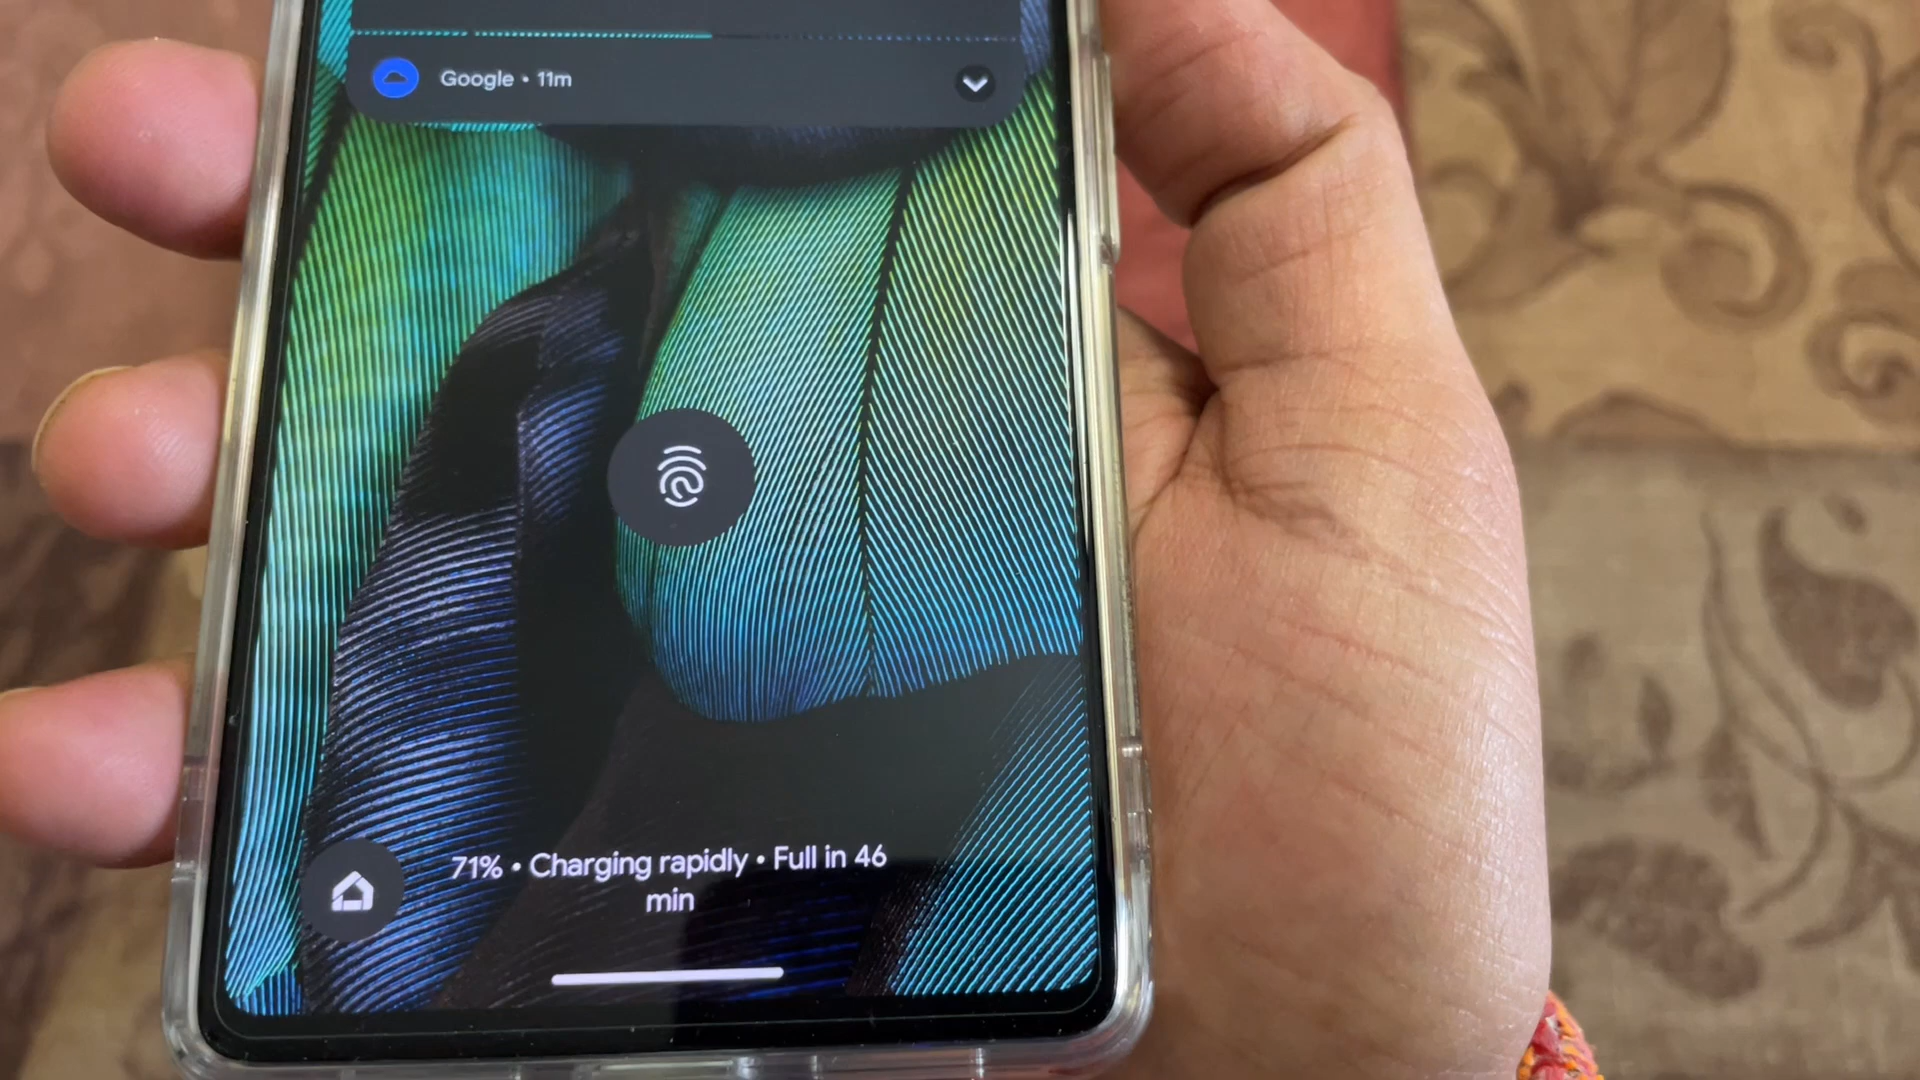 Google • 11m
71% • Charging rapidly • Full in 46
min